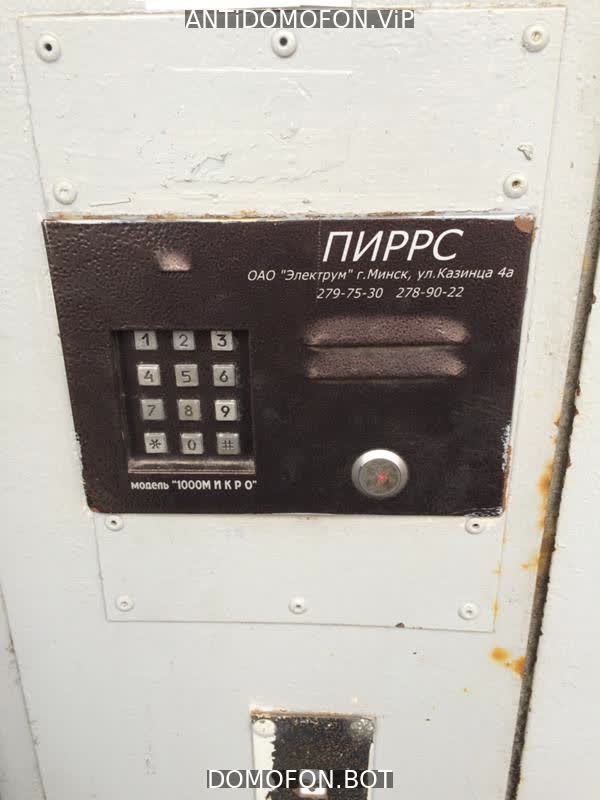 ANTiDOMOFON.ViP
ПИРРС
ОАО "Электрум" г.Минск, ул.Казинца 4а
279-75-30 278-90-22
1 2 3
4 5 6
7 8 9
* 0 #
модель "1000М И К Р О"
DOMOFON.BOT